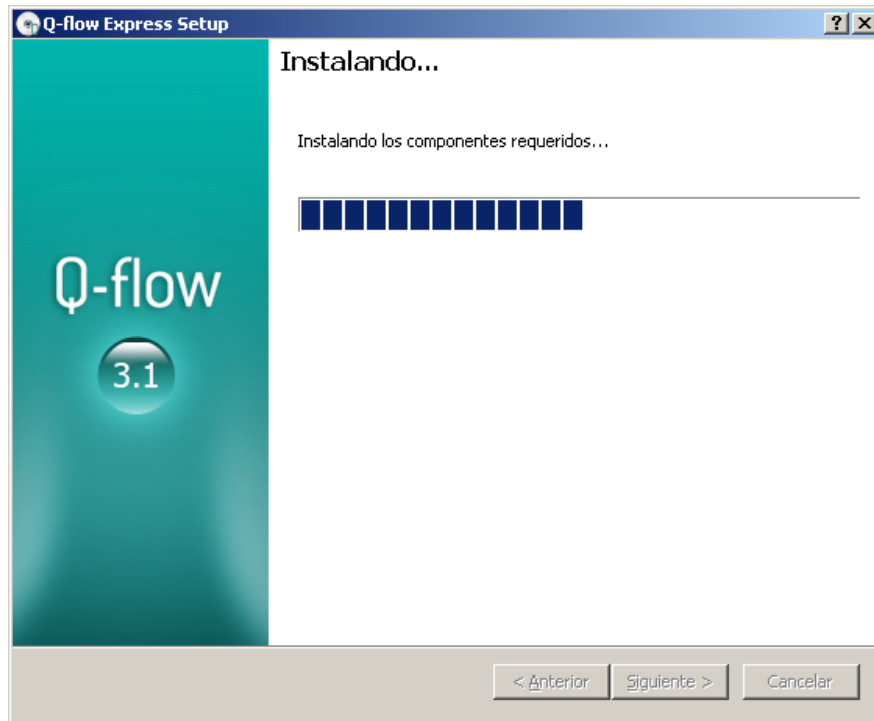 Q-flow Express Setup
Instalando...
Instalando los componentes requeridos...
Q-flow
3.1
< Anterior
Siguiente >
Cancelar